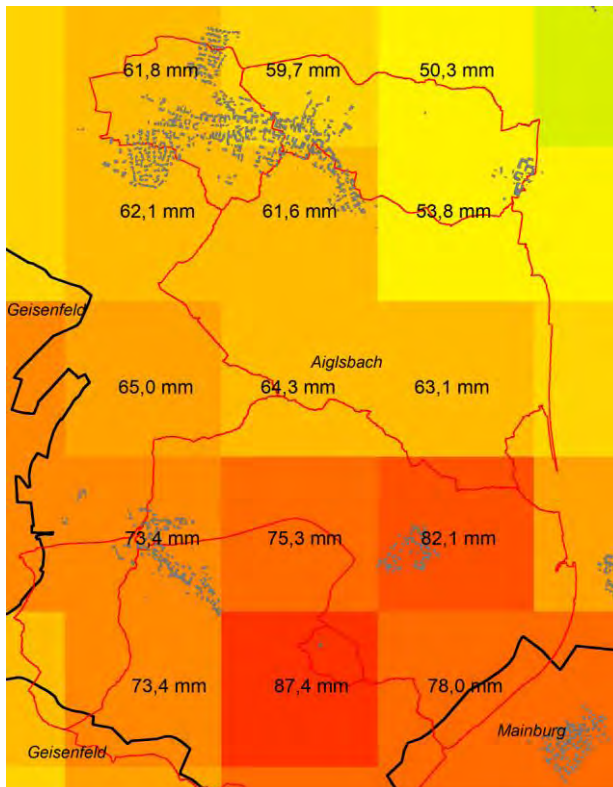 61,8 mm 59,7 mm 50,3 mm
62,1 mm 61,6 mm 53,8 mm
Geisenfeld
Aiglsbach
65,0 mm 64,3 mm 63,1 mm
73,4 mm 75,3 mm 82,1 mm
73,4 mm 87,4 mm 78,0 mm
Mainburg
Geisenfeld